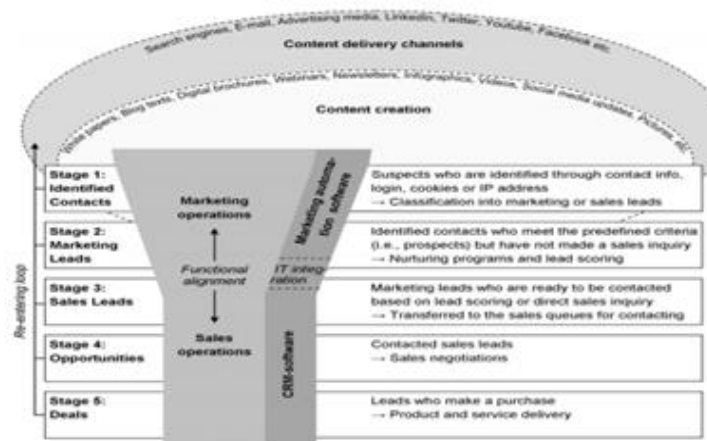 Search engines, E-mail, Advertising media, LinkedIn, Twitter, Youtube, Facebook etc.
Content delivery channels
White papers, Blog texts, Digital brochures, Webinars, Newsletters, Infographics, Videos, Social media updates, Pictures etc.
Content creation
Stage 1:
Identified
Contacts
Marketing
operations
Marketing automa-
tion software
Suspects who are identified through contact info,
login, cookies or IP address
→ Classification into marketing or sales leads
Stage 2:
Marketing
Leads
Identified contacts who meet the predefined criteria
(i.e., prospects) but have not made a sales inquiry
→ Nurturing programs and lead scoring
Functional
alignment
IT integ-
ration
Stage 3:
Sales Leads
Marketing leads who are ready to be contacted
based on lead scoring or direct sales inquiry
→ Transferred to the sales queues for contacting
Re-entering loop
Sales
operations
CRM-software
Stage 4:
Opportunities
Contacted sales leads
→ Sales negotiations
Stage 5:
Deals
Leads who make a purchase
→ Product and service delivery